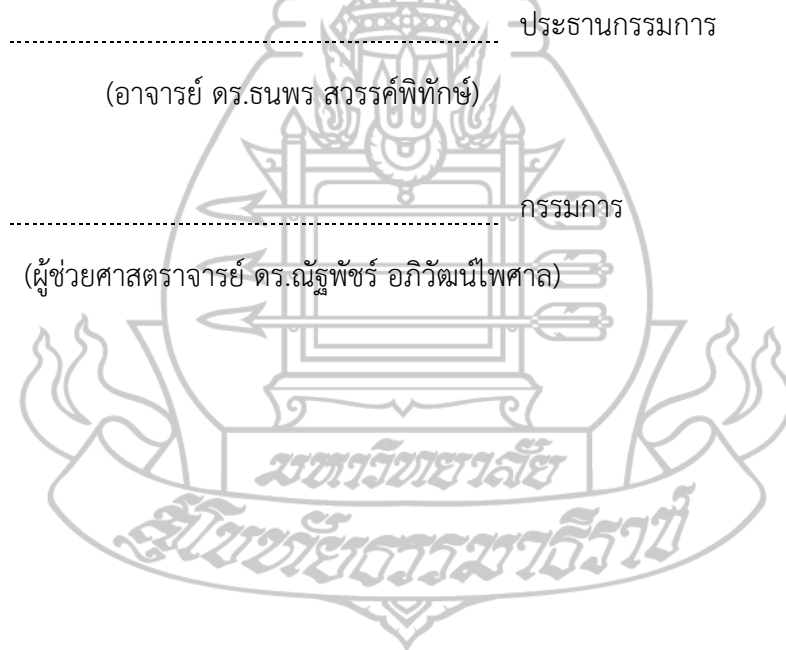 ประธานกรรมการ
(อาจารย์ ดร.ธนพร สวรรค์พิทักษ์)
กรรมการ
(ผู้ช่วยศาสตราจารย์ ดร.ณัฐพัชร์ อภิวัฒน์ไพศาล)
มหาวิทยาลัย
สุโขทัยธรรมาธิราช